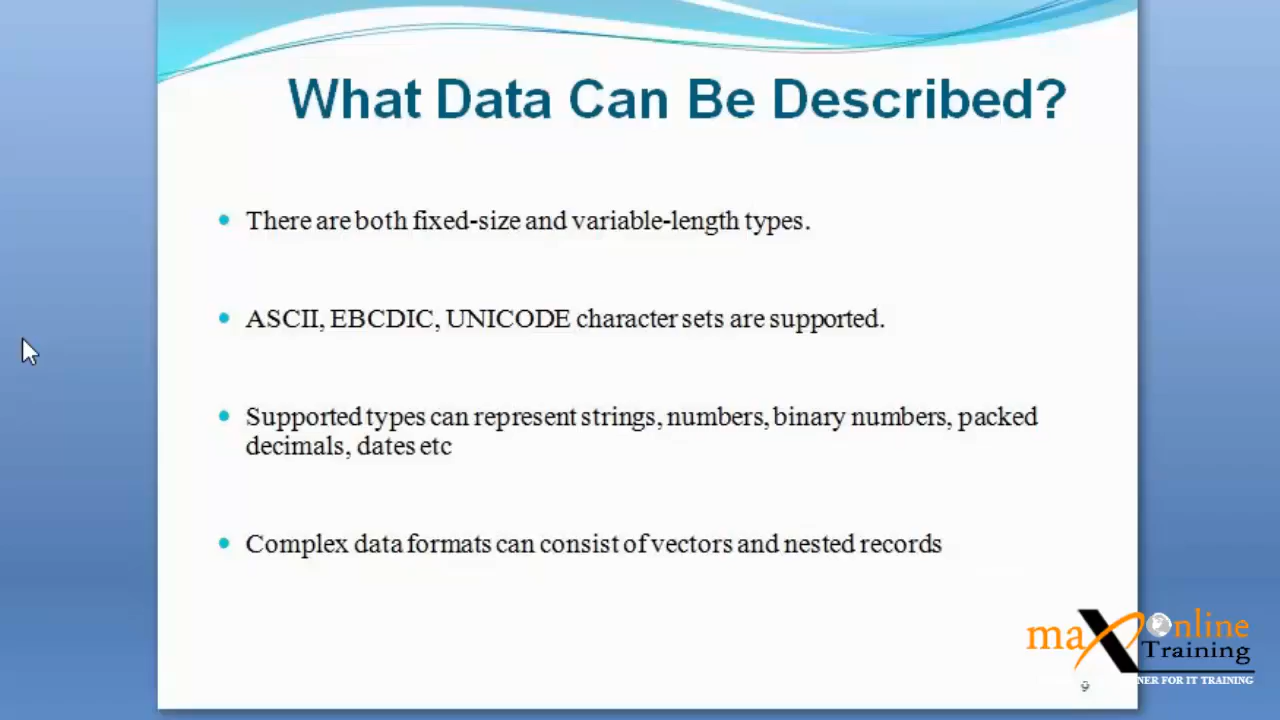 What Data Can Be Described?
There are both fixed-size and variable-length types.
ASCII, EBCDIC, UNICODE character sets are supported.
Supported types can represent strings, numbers, binary numbers, packed
decimals, dates etc
Complex data formats can consist of vectors and nested records
maX Online
Training
FOR IT TRAINING
9